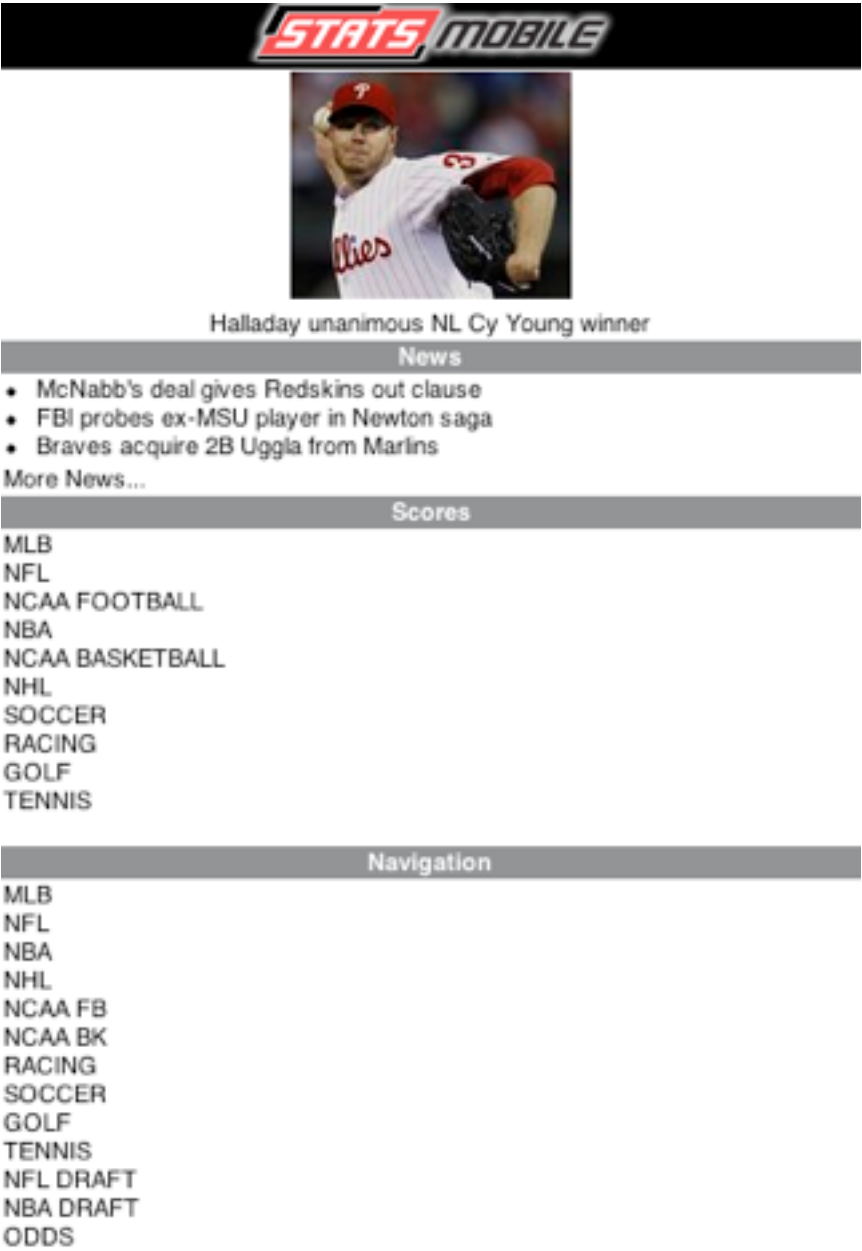 STATS MOBILE
P
3
llies
Halladay unanimous NL Cy Young winner
News
• McNabb's deal gives Redskins out clause
• FBI probes ex-MSU player in Newton saga
• Braves acquire 2B Uggla from Marlins
More News...
Scores
MLB
NFL
NCAA FOOTBALL
NBA
NCAA BASKETBALL
NHL
SOCCER
RACING
GOLF
TENNIS
Navigation
MLB
NFL
NBA
NHL
NCAA FB
NCAA BK
RACING
SOCCER
GOLF
TENNIS
NFL DRAFT
NBA DRAFT
ODDS